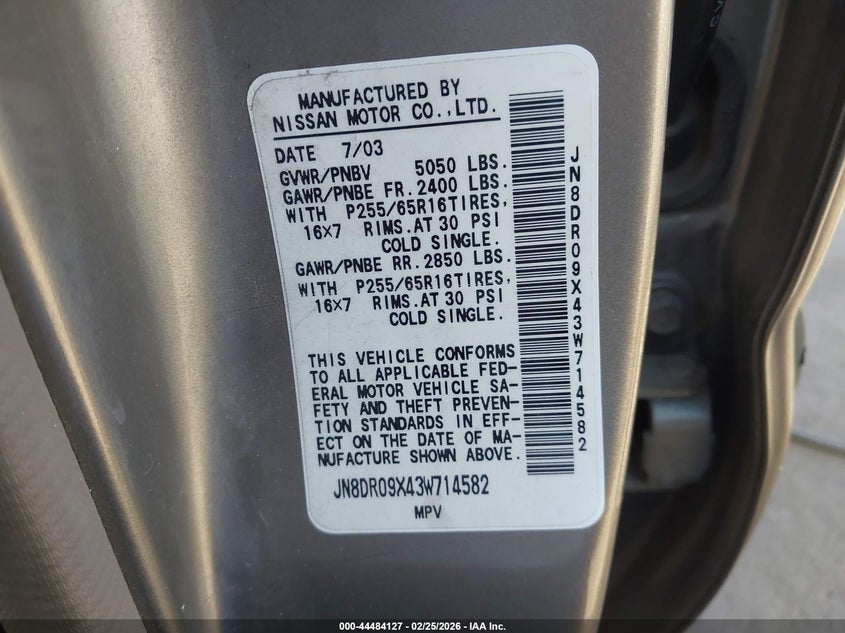 MANUFACTURED BY
NISSAN MOTOR CO.,LTD.
DATE 7/03
GVWR/PNBV 5050 LBS.
GAWR/PNBE FR. 2400 LBS.
WITH P255/65R16TIRES,
16X7 RIMS.AT 30 PSI
COLD SINGLE.
GAWR/PNBE RR. 2850 LBS.
WITH P255/65R16TIRES,
16X7 RIMS.AT 30 PSI
COLD SINGLE.
THIS VEHICLE CONFORMS
TO ALL APPLICABLE FED-
ERAL MOTOR VEHICLE SA-
FETY AND THEFT PREVEN-
TION STANDARDS IN EFF-
ECT ON THE DATE OF MA-
NUFACTURE SHOWN ABOVE.
JN8DR09X43W714582
MPV
JN8DR09X43W714582
000-44484127 - 02/25/2026 - IAA Inc.